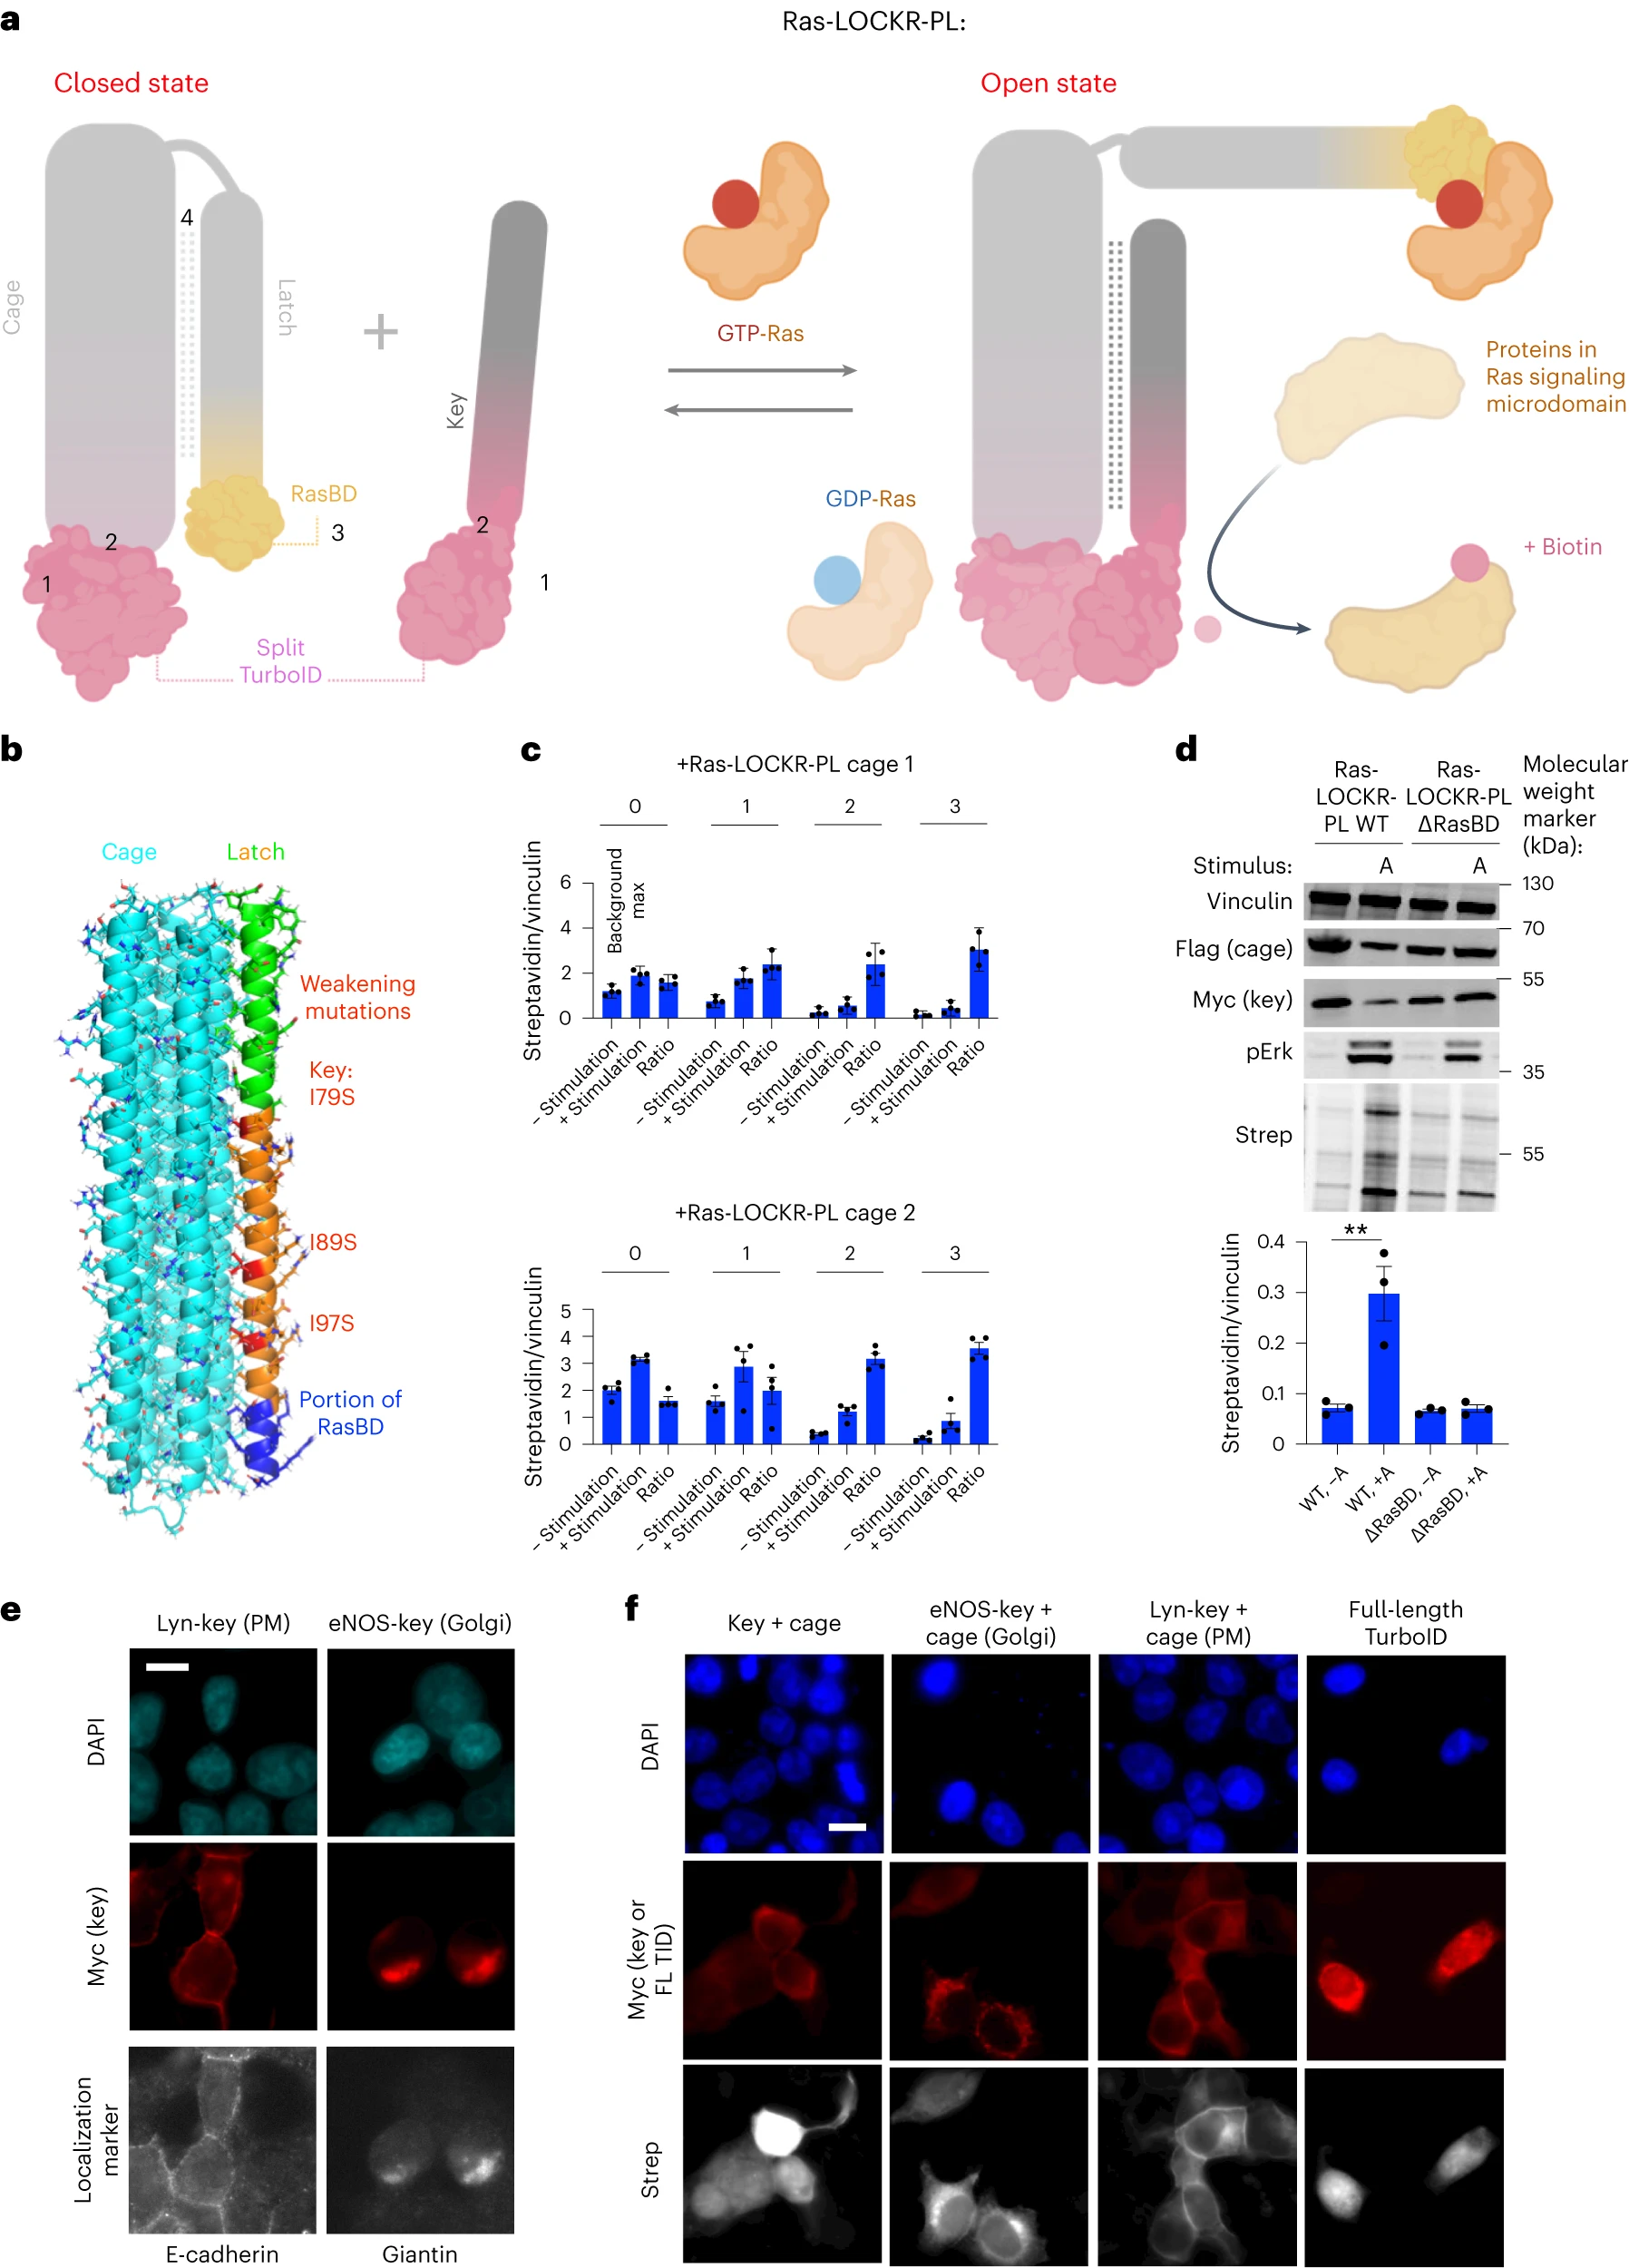 a
Ras-LOCKR-PL:
Closed state
Open state
Cage
4
Latch
+
Key
RasBD
3
2
1
2
1
Split
TurboID
GTP-Ras
GDP-Ras
Proteins in
Ras signaling
microdomain
+ Biotin
b
Cage
Latch
Weakening
mutations
Key:
I79S
I89S
I97S
Portion of
RasBD
c
+Ras-LOCKR-PL cage 1
0
1
2
3
Streptavidin/vinculin
6
4
2
0
Background
max
− Stimulation
+ Stimulation
Ratio
− Stimulation
+ Stimulation
Ratio
− Stimulation
+ Stimulation
Ratio
− Stimulation
+ Stimulation
Ratio
+Ras-LOCKR-PL cage 2
0
1
2
3
Streptavidin/vinculin
5
4
3
2
1
0
− Stimulation
+ Stimulation
Ratio
− Stimulation
+ Stimulation
Ratio
− Stimulation
+ Stimulation
Ratio
− Stimulation
+ Stimulation
Ratio
d
Ras-
LOCKR-
PL WT
Ras-
LOCKR-PL
ΔRasBD
Molecular
weight
marker
(kDa):
Stimulus:
A
A
Vinculin
130
70
Flag (cage)
55
Myc (key)
pErk
35
Strep
55
**
Streptavidin/vinculin
0.4
0.3
0.2
0.1
0
WT, −A
WT, +A
ΔRasBD, −A
ΔRasBD, +A
e
Lyn-key (PM)
eNOS-key (Golgi)
DAPI
Myc (key)
Localization
marker
E-cadherin
Giantin
f
Key + cage
eNOS-key +
cage (Golgi)
Lyn-key +
cage (PM)
Full-length
TurboID
DAPI
Myc (key or
FL TID)
Strep